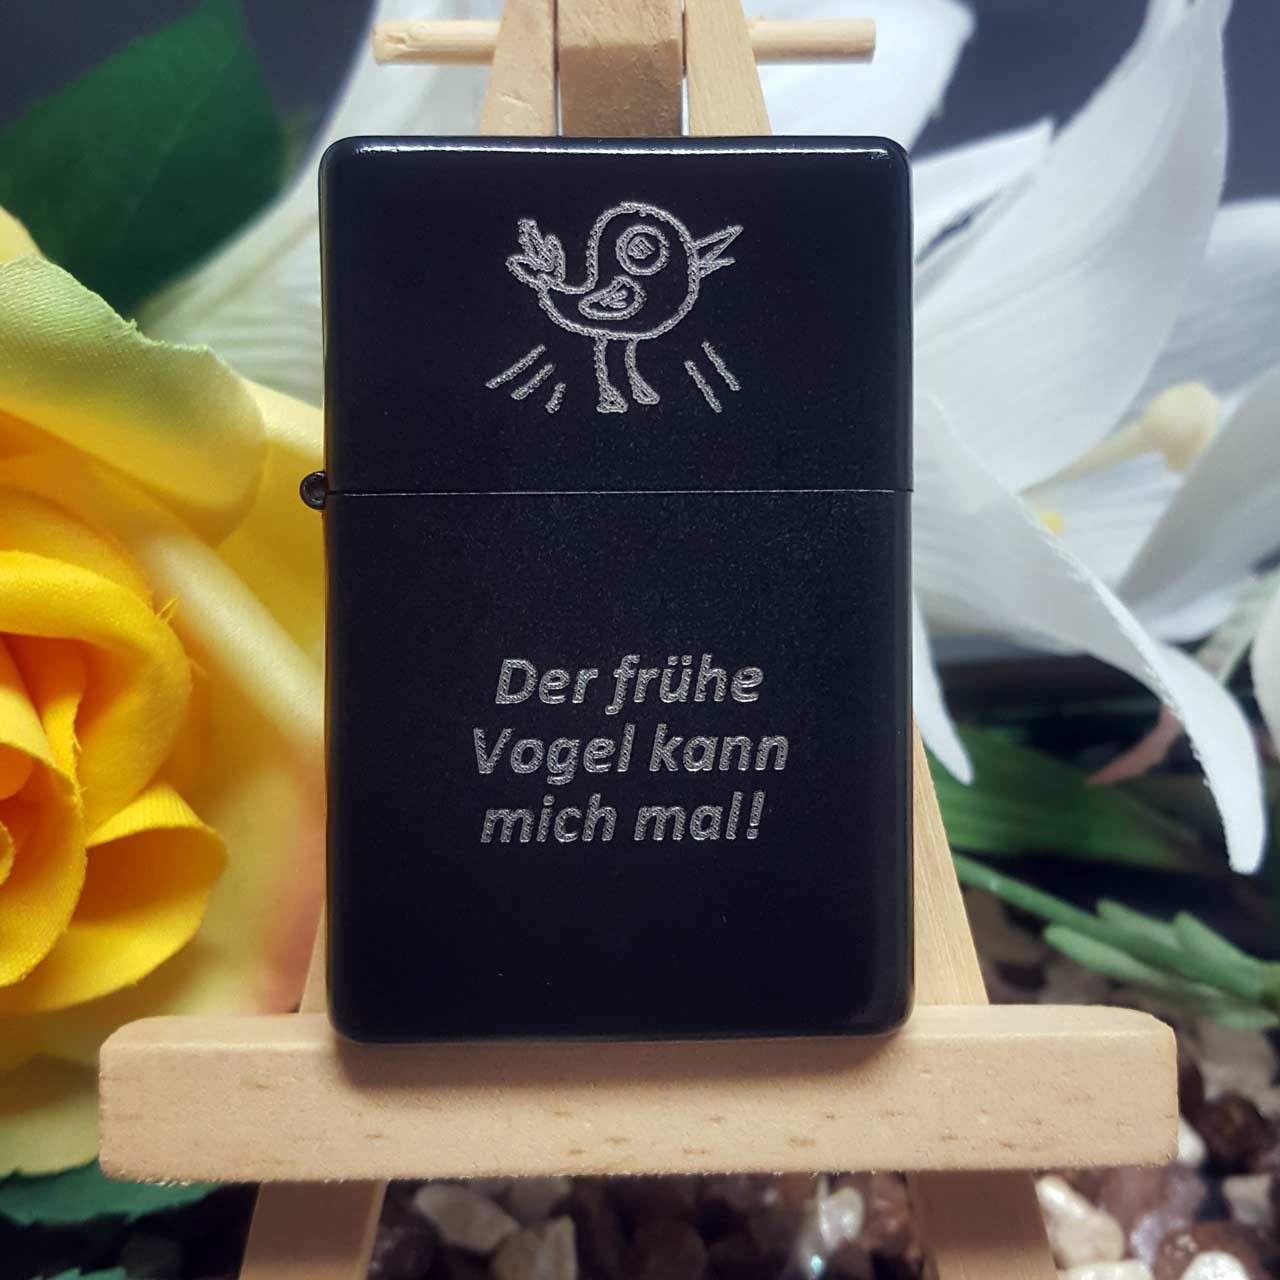 Der frühe
Vogel kann
mich mal!